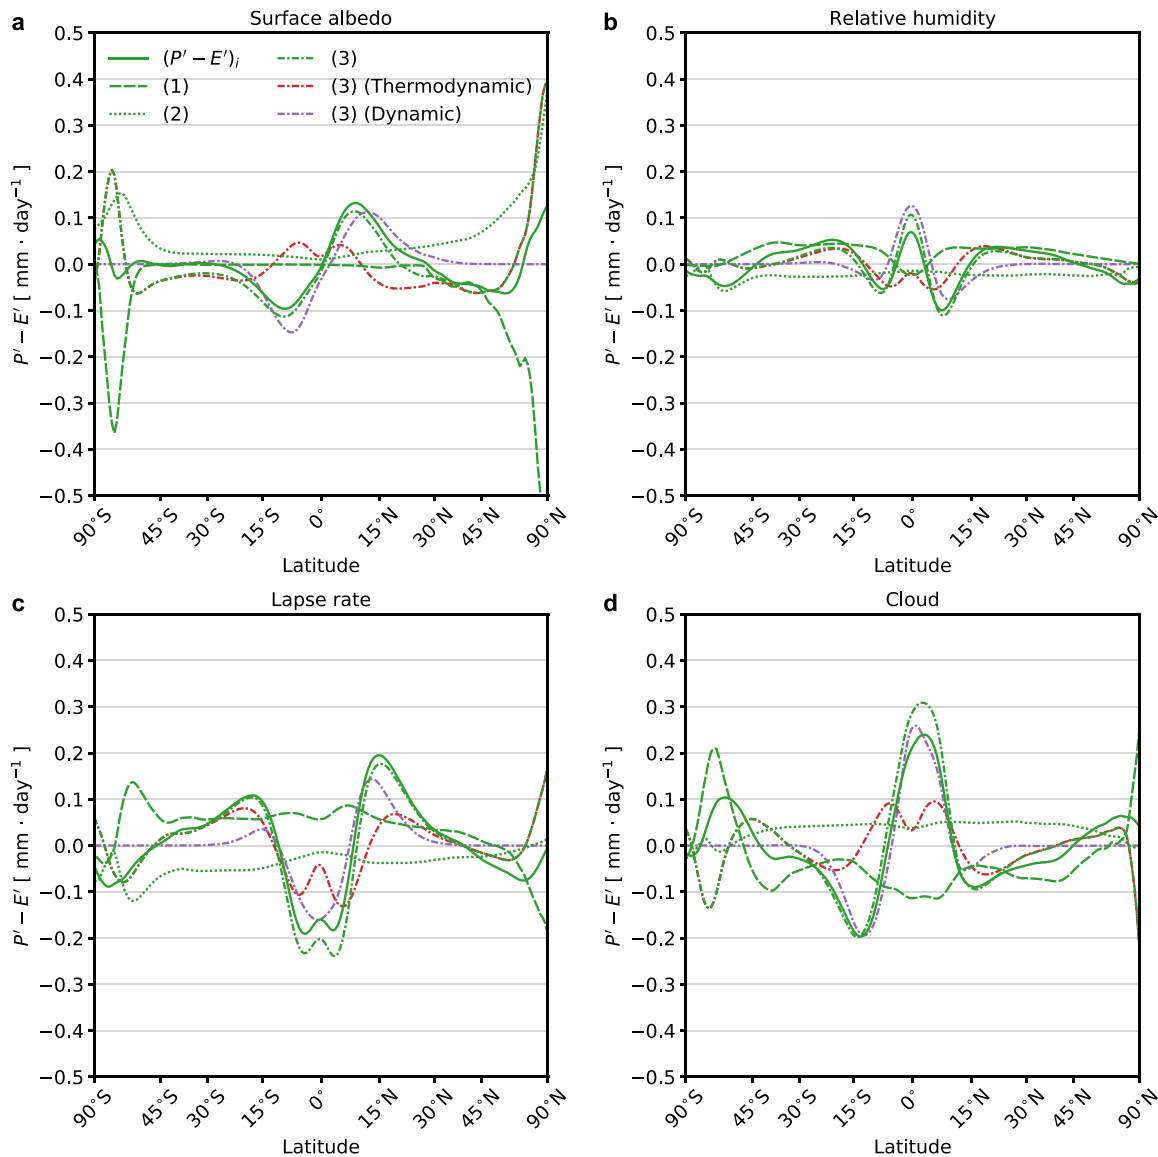 a
Surface albedo
0.5
0.4
0.3
0.2
0.1
0.0
−0.1
−0.2
−0.3
−0.4
−0.5
P′ − E′ [ mm · day⁻¹ ]
(P′ − E′)ᵢ
(1)
(2)
(3)
(3) (Thermodynamic)
(3) (Dynamic)
90°S
45°S
30°S
15°S
0°
15°N
30°N
45°N
90°N
Latitude
b
Relative humidity
0.5
0.4
0.3
0.2
0.1
0.0
−0.1
−0.2
−0.3
−0.4
−0.5
P′ − E′ [ mm · day⁻¹ ]
90°S
45°S
30°S
15°S
0°
15°N
30°N
45°N
90°N
Latitude
c
Lapse rate
0.5
0.4
0.3
0.2
0.1
0.0
−0.1
−0.2
−0.3
−0.4
−0.5
P′ − E′ [ mm · day⁻¹ ]
90°S
45°S
30°S
15°S
0°
15°N
30°N
45°N
90°N
Latitude
d
Cloud
0.5
0.4
0.3
0.2
0.1
0.0
−0.1
−0.2
−0.3
−0.4
−0.5
P′ − E′ [ mm · day⁻¹ ]
90°S
45°S
30°S
15°S
0°
15°N
30°N
45°N
90°N
Latitude